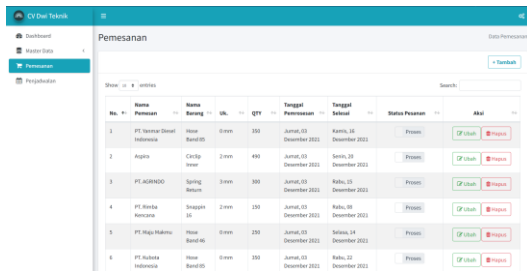 CV Dwi Teknik
Dashboard
Master Data
Pemesanan
Penjadwalan
Pemesanan
Data Pemesanan
+ Tambah
Show 10 entries
Search:
No. Nama Pemesan Nama Barang Uk. QTY Tanggal Pemrosesan Tanggal Selesai Status Pesanan Aksi
1 PT. Yanmar Diesel Indonesia Hose Band 05 0 mm 350 Jumat, 03 Desember 2021 Kamis, 16 Desember 2021 Proses Ubah Hapus
2 Aspira Circlip Inner 2 mm 490 Jumat, 03 Desember 2021 Senin, 20 Desember 2021 Proses Ubah Hapus
3 PT. AGRINDO Spring Return 3 mm 300 Jumat, 03 Desember 2021 Rabu, 15 Desember 2021 Proses Ubah Hapus
4 PT. Rimba Kencana Snappin 16 2 mm 150 Jumat, 03 Desember 2021 Rabu, 08 Desember 2021 Proses Ubah Hapus
5 PT. Maju Makmu Hose Band 46 0 mm 250 Jumat, 03 Desember 2021 Selasa, 14 Desember 2021 Proses Ubah Hapus
6 PT. Kubota Indonesia Hose Band 05 0 mm 350 Jumat, 03 Desember 2021 Rabu, 22 Desember 2021 Proses Ubah Hapus